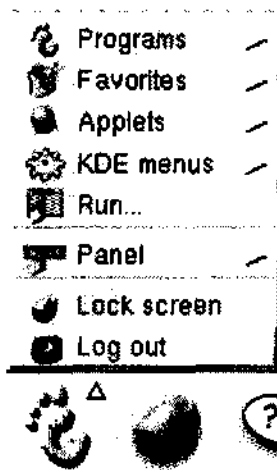 Programs
Favorites
Applets
KDE menus
Run...
Panel
Lock screen
Log out
?